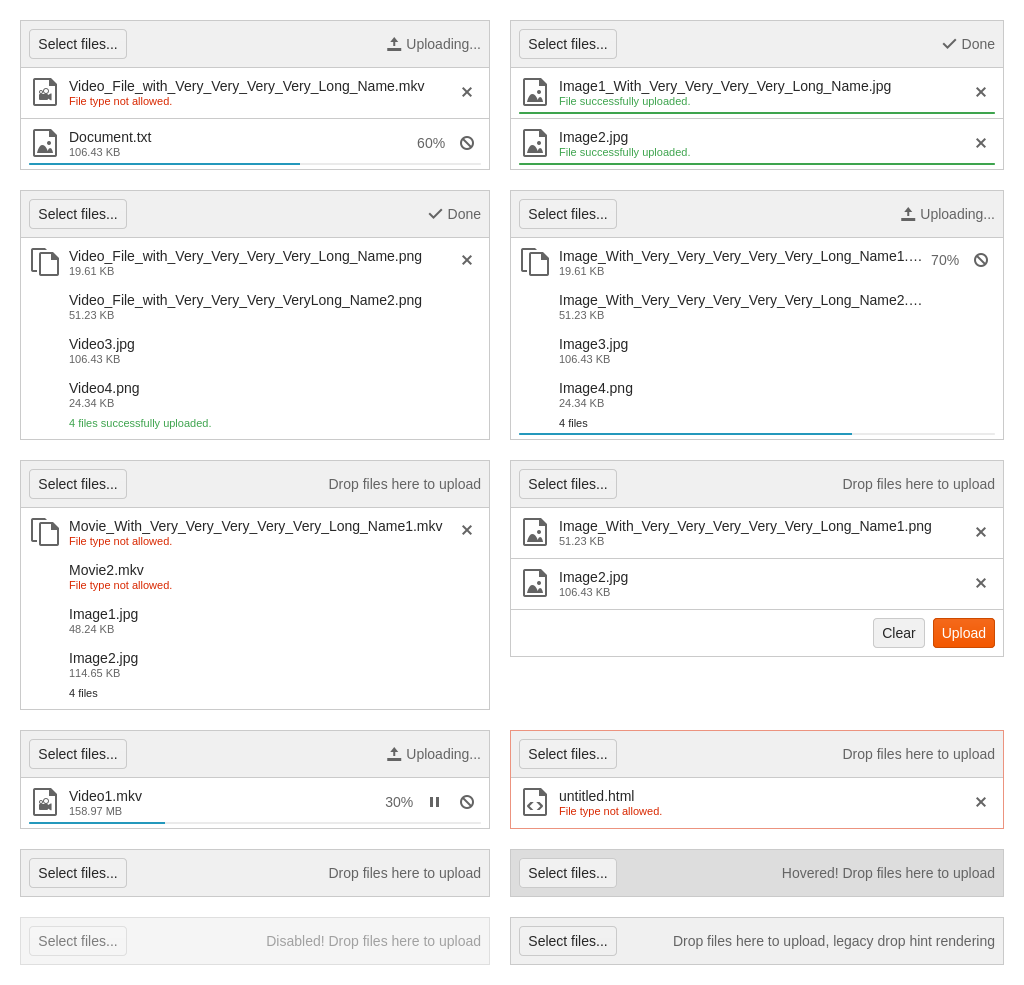 Select files...
Uploading...
Video_File_with_Very_Very_Very_Very_Long_Name.mkv
File type not allowed.
Document.txt
106.43 KB
60%
Select files...
Done
Image1_With_Very_Very_Very_Very_Long_Name.jpg
File successfully uploaded.
Image2.jpg
File successfully uploaded.
Select files...
Done
Video_File_with_Very_Very_Very_Very_Long_Name.png
19.61 KB
Video_File_with_Very_Very_Very_VeryLong_Name2.png
51.23 KB
Video3.jpg
106.43 KB
Video4.png
24.34 KB
4 files successfully uploaded.
Select files...
Uploading...
Image_With_Very_Very_Very_Very_Very_Long_Name1....
19.61 KB
70%
Image_With_Very_Very_Very_Very_Very_Long_Name2....
51.23 KB
Image3.jpg
106.43 KB
Image4.png
24.34 KB
4 files
Select files...
Drop files here to upload
Movie_With_Very_Very_Very_Very_Very_Long_Name1.mkv
File type not allowed.
Movie2.mkv
File type not allowed.
Image1.jpg
48.24 KB
Image2.jpg
114.65 KB
4 files
Select files...
Drop files here to upload
Image_With_Very_Very_Very_Very_Very_Long_Name1.png
51.23 KB
Image2.jpg
106.43 KB
Clear
Upload
Select files...
Uploading...
Video1.mkv
158.97 MB
30%
Select files...
Drop files here to upload
untitled.html
File type not allowed.
Select files...
Drop files here to upload
Select files...
Hovered! Drop files here to upload
Select files...
Disabled! Drop files here to upload
Select files...
Drop files here to upload, legacy drop hint rendering